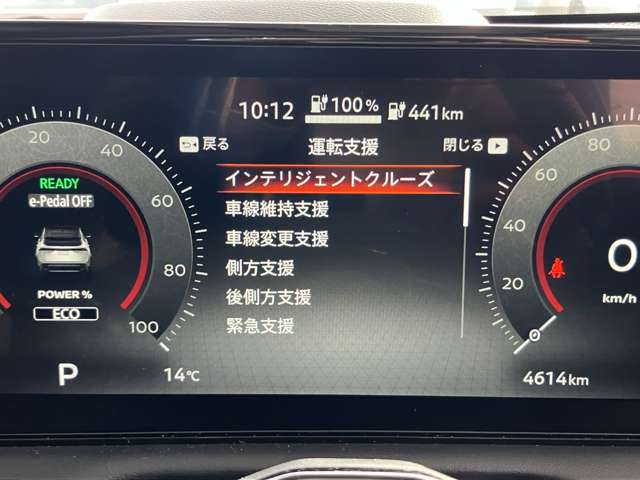 10:12 100% 441km
戻る 運転支援 閉じる
インテリジェントクルーズ
車線維持支援
車線変更支援
側方支援
後側方支援
緊急支援
20 40 60 80 100
READY
e-Pedal OFF
POWER %
ECO
P
14℃
80 60 40 20 0
0
km/h
4614km